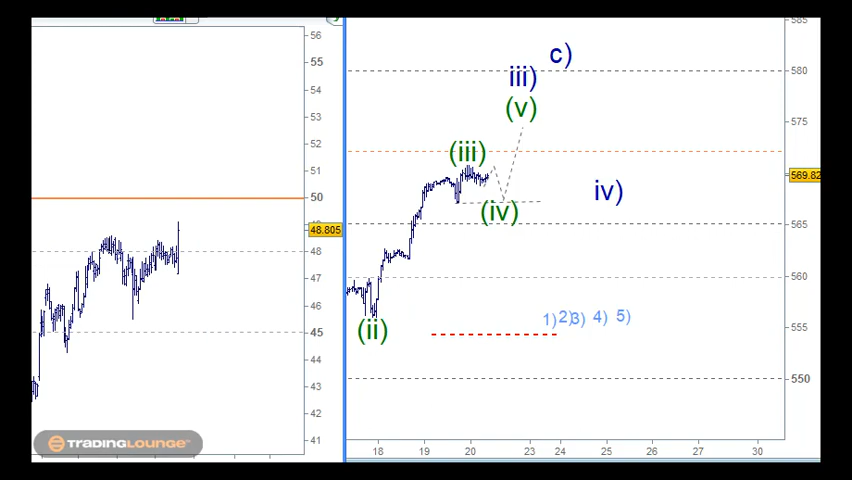 56
55
54
53
52
51
50
48.805
48
47
46
45
44
43
42
41
TRADINGLOUNGE
c)
iii)
(v)
(iii)
iv)
(iv)
(ii)
1) 2) 3) 4) 5)
585
580
575
569.82
565
560
555
550
18 19 20 23 24 25 26 27 30